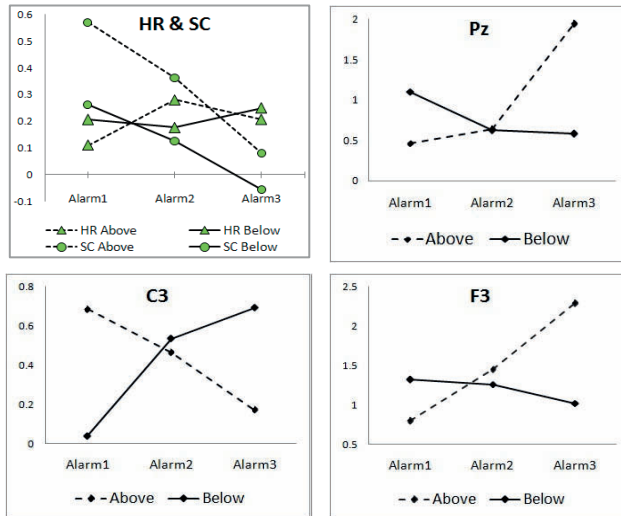 HR & SC
0.6
0.5
0.4
0.3
0.2
0.1
0
-0.1
Alarm1 Alarm2 Alarm3
HR Above HR Below
SC Above SC Below
Pz
2
1.5
1
0.5
0
Alarm1 Alarm2 Alarm3
Above Below
C3
0.8
0.6
0.4
0.2
0
Alarm1 Alarm2 Alarm3
Above Below
F3
2.5
2
1.5
1
0.5
Alarm1 Alarm2 Alarm3
Above Below